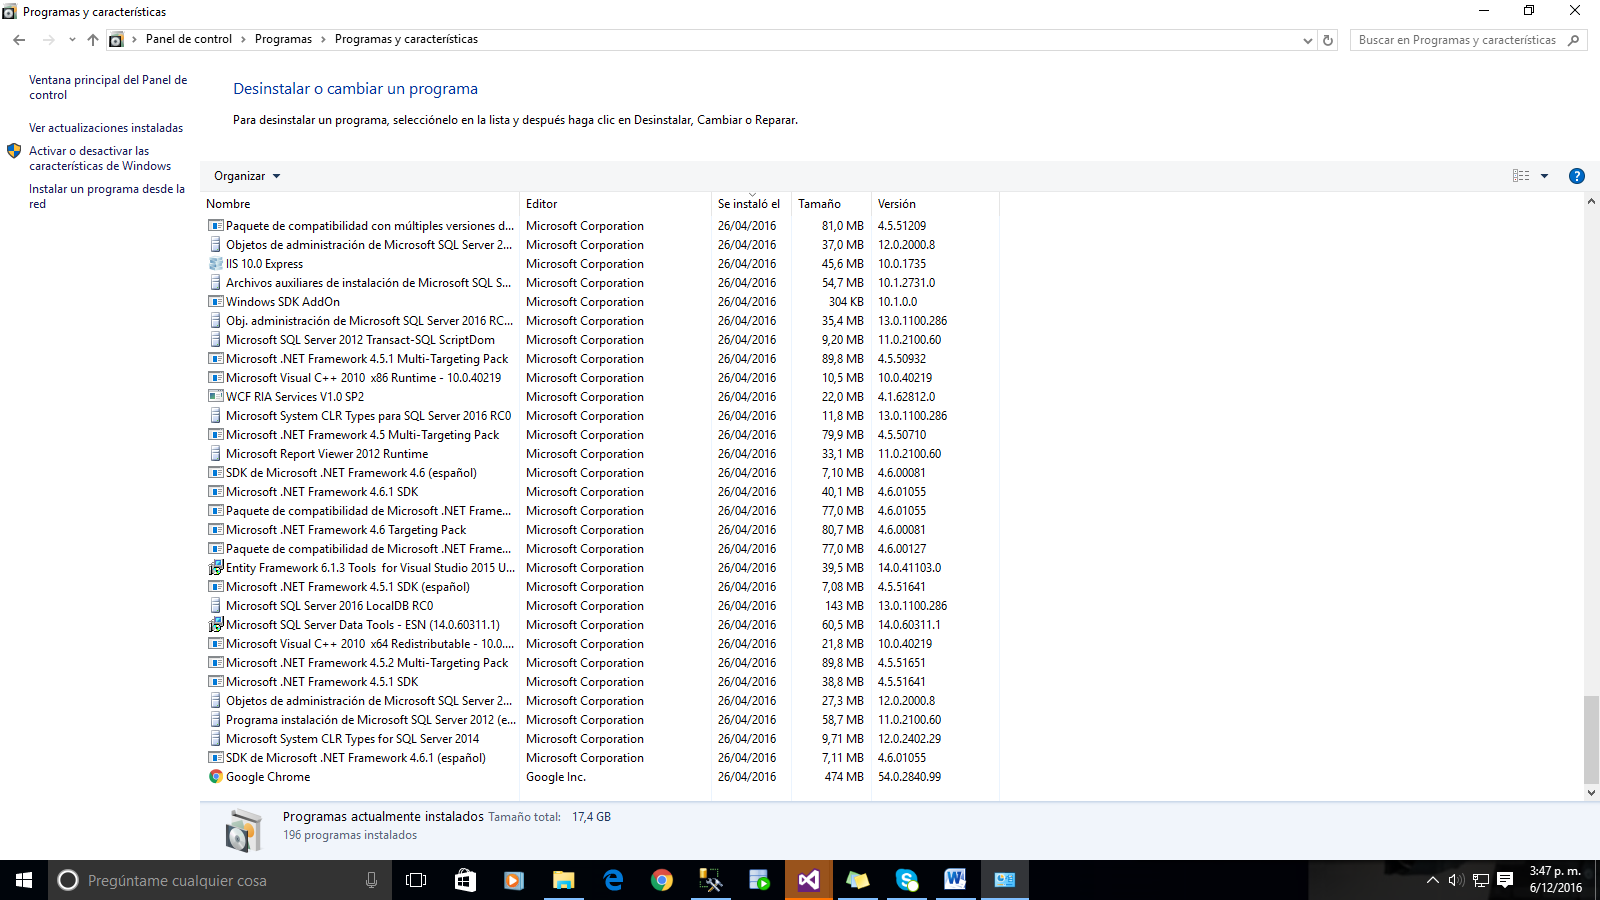 Programas y características
Panel de control > Programas > Programas y características
Buscar en Programas y características
Ventana principal del Panel de
control
Ver actualizaciones instaladas
Activar o desactivar las
características de Windows
Instalar un programa desde la
red
Desinstalar o cambiar un programa
Para desinstalar un programa, selecciónelo en la lista y después haga clic en Desinstalar, Cambiar o Reparar.
Organizar
Nombre Editor Se instaló el Tamaño Versión
Paquete de compatibilidad con múltiples versiones d... Microsoft Corporation 26/04/2016 81,0 MB 4.5.51209
Objetos de administración de Microsoft SQL Server 2... Microsoft Corporation 26/04/2016 37,0 MB 12.0.2000.8
IIS 10.0 Express Microsoft Corporation 26/04/2016 45,6 MB 10.0.1735
Archivos auxiliares de instalación de Microsoft SQL S... Microsoft Corporation 26/04/2016 54,7 MB 10.1.2731.0
Windows SDK AddOn Microsoft Corporation 26/04/2016 304 KB 10.1.0.0
Obj. administración de Microsoft SQL Server 2016 RC... Microsoft Corporation 26/04/2016 35,4 MB 13.0.1100.286
Microsoft SQL Server 2012 Transact-SQL ScriptDom Microsoft Corporation 26/04/2016 9,20 MB 11.0.2100.60
Microsoft .NET Framework 4.5.1 Multi-Targeting Pack Microsoft Corporation 26/04/2016 89,8 MB 4.5.50932
Microsoft Visual C++ 2010 x86 Runtime - 10.0.40219 Microsoft Corporation 26/04/2016 10,5 MB 10.0.40219
WCF RIA Services V1.0 SP2 Microsoft Corporation 26/04/2016 22,0 MB 4.1.62812.0
Microsoft System CLR Types para SQL Server 2016 RC0 Microsoft Corporation 26/04/2016 11,8 MB 13.0.1100.286
Microsoft .NET Framework 4.5 Multi-Targeting Pack Microsoft Corporation 26/04/2016 79,9 MB 4.5.50710
Microsoft Report Viewer 2012 Runtime Microsoft Corporation 26/04/2016 33,1 MB 11.0.2100.60
SDK de Microsoft .NET Framework 4.6 (español) Microsoft Corporation 26/04/2016 7,10 MB 4.6.00081
Microsoft .NET Framework 4.6.1 SDK Microsoft Corporation 26/04/2016 40,1 MB 4.6.01055
Paquete de compatibilidad de Microsoft .NET Frame... Microsoft Corporation 26/04/2016 77,0 MB 4.6.01055
Microsoft .NET Framework 4.6 Targeting Pack Microsoft Corporation 26/04/2016 80,7 MB 4.6.00081
Paquete de compatibilidad de Microsoft .NET Frame... Microsoft Corporation 26/04/2016 77,0 MB 4.6.00127
Entity Framework 6.1.3 Tools for Visual Studio 2015 U... Microsoft Corporation 26/04/2016 39,5 MB 14.0.41103.0
Microsoft .NET Framework 4.5.1 SDK (español) Microsoft Corporation 26/04/2016 7,08 MB 4.5.51641
Microsoft SQL Server 2016 LocalDB RC0 Microsoft Corporation 26/04/2016 143 MB 13.0.1100.286
Microsoft SQL Server Data Tools - ESN (14.0.60311.1) Microsoft Corporation 26/04/2016 60,5 MB 14.0.60311.1
Microsoft Visual C++ 2010 x64 Redistributable - 10.0.... Microsoft Corporation 26/04/2016 21,8 MB 10.0.40219
Microsoft .NET Framework 4.5.2 Multi-Targeting Pack Microsoft Corporation 26/04/2016 89,8 MB 4.5.51651
Microsoft .NET Framework 4.5.1 SDK Microsoft Corporation 26/04/2016 38,8 MB 4.5.51641
Objetos de administración de Microsoft SQL Server 2... Microsoft Corporation 26/04/2016 27,3 MB 12.0.2000.8
Programa instalación de Microsoft SQL Server 2012 (e... Microsoft Corporation 26/04/2016 58,7 MB 11.0.2100.60
Microsoft System CLR Types for SQL Server 2014 Microsoft Corporation 26/04/2016 9,71 MB 12.0.2402.29
SDK de Microsoft .NET Framework 4.6.1 (español) Microsoft Corporation 26/04/2016 7,11 MB 4.6.01055
Google Chrome Google Inc. 26/04/2016 474 MB 54.0.2840.99
Programas actualmente instalados Tamaño total: 17,4 GB
196 programas instalados
Pregúntame cualquier cosa
3:47 p. m.
6/12/2016